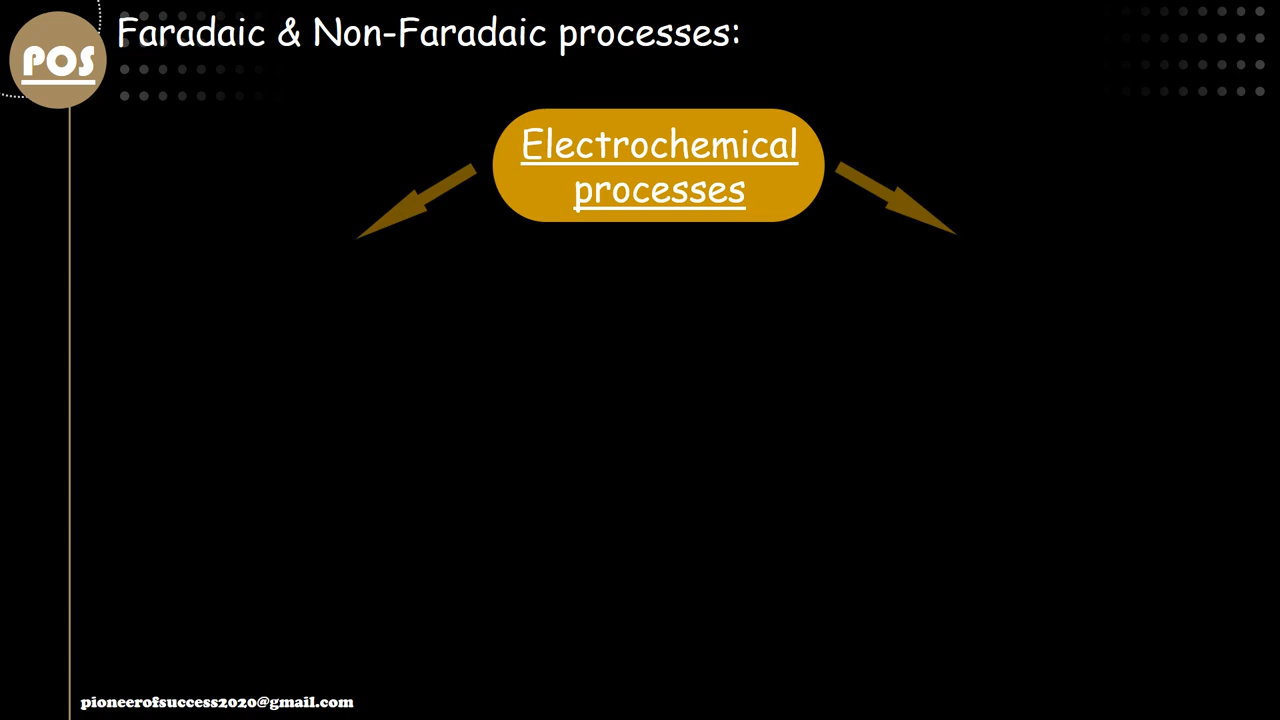 POS
Faradaic & Non-Faradaic processes:
Electrochemical
processes
pioneerofsuccess2020@gmail.com